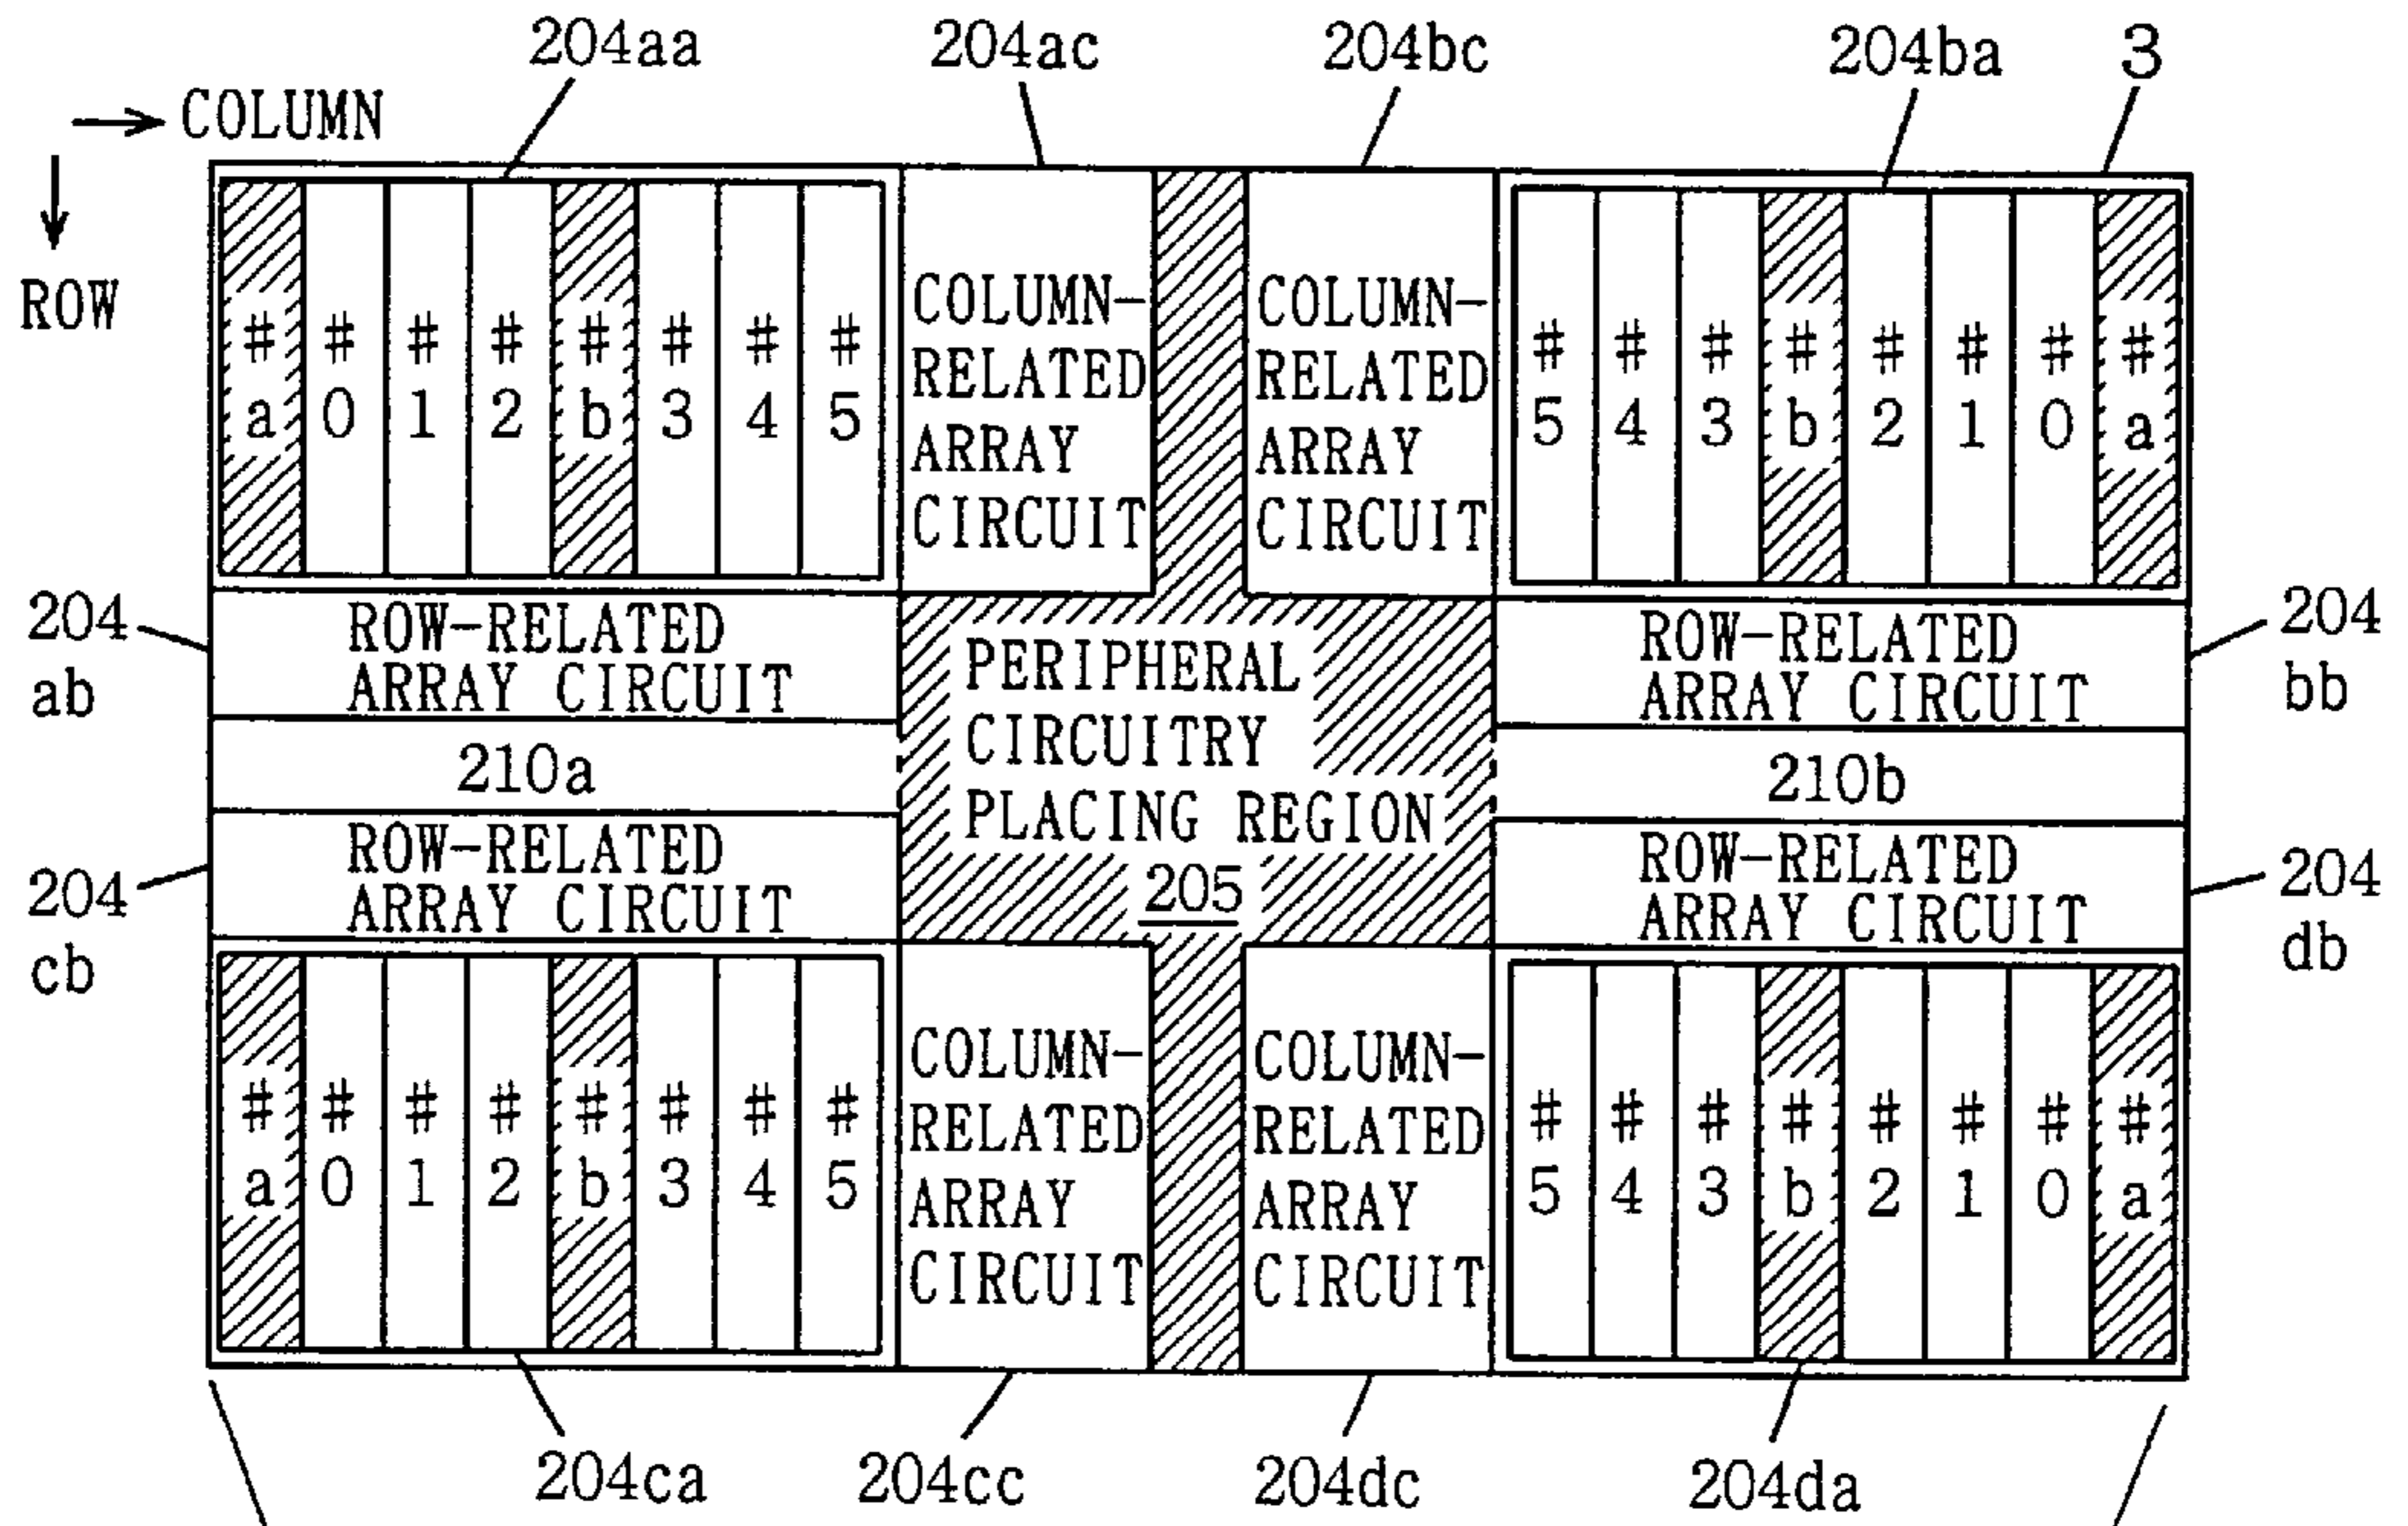 204aa 204ac 204bc 204ba 3
COLUMN
ROW
# # # # # # # #
a 0 1 2 b 3 4 5
COLUMN-
RELATED
ARRAY
CIRCUIT
COLUMN-
RELATED
ARRAY
CIRCUIT
# # # # # # # #
5 4 3 b 2 1 0 a
204
ab
ROW-RELATED
ARRAY CIRCUIT
210a
204
cb
ROW-RELATED
ARRAY CIRCUIT
PERIPHERAL
CIRCUITRY
PLACING REGION
205
ROW-RELATED
ARRAY CIRCUIT
204
bb
210b
ROW-RELATED
ARRAY CIRCUIT
204
db
# # # # # # # #
a 0 1 2 b 3 4 5
COLUMN-
RELATED
ARRAY
CIRCUIT
COLUMN-
RELATED
ARRAY
CIRCUIT
# # # # # # # #
5 4 3 b 2 1 0 a
204ca 204cc 204dc 204da